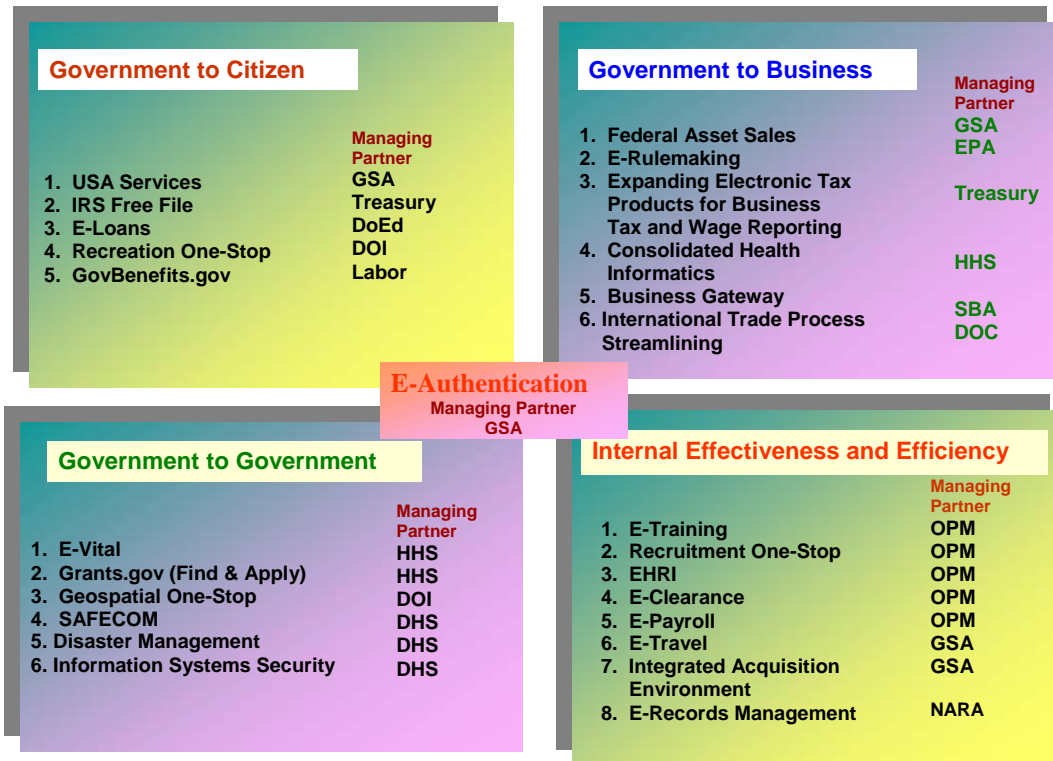 Government to Citizen
Managing
Partner
1. USA Services GSA
2. IRS Free File Treasury
3. E-Loans DoEd
4. Recreation One-Stop DOI
5. GovBenefits.gov Labor
Government to Business
Managing
Partner
1. Federal Asset Sales GSA
2. E-Rulemaking EPA
3. Expanding Electronic Tax
Products for Business Treasury
Tax and Wage Reporting
4. Consolidated Health
Informatics HHS
5. Business Gateway SBA
6. International Trade Process DOC
Streamlining
E-Authentication
Managing Partner
GSA
Government to Government
Managing
Partner
1. E-Vital HHS
2. Grants.gov (Find & Apply) HHS
3. Geospatial One-Stop DOI
4. SAFECOM DHS
5. Disaster Management DHS
6. Information Systems Security DHS
Internal Effectiveness and Efficiency
Managing
Partner
1. E-Training OPM
2. Recruitment One-Stop OPM
3. EHRI OPM
4. E-Clearance OPM
5. E-Payroll OPM
6. E-Travel GSA
7. Integrated Acquisition GSA
Environment
8. E-Records Management NARA